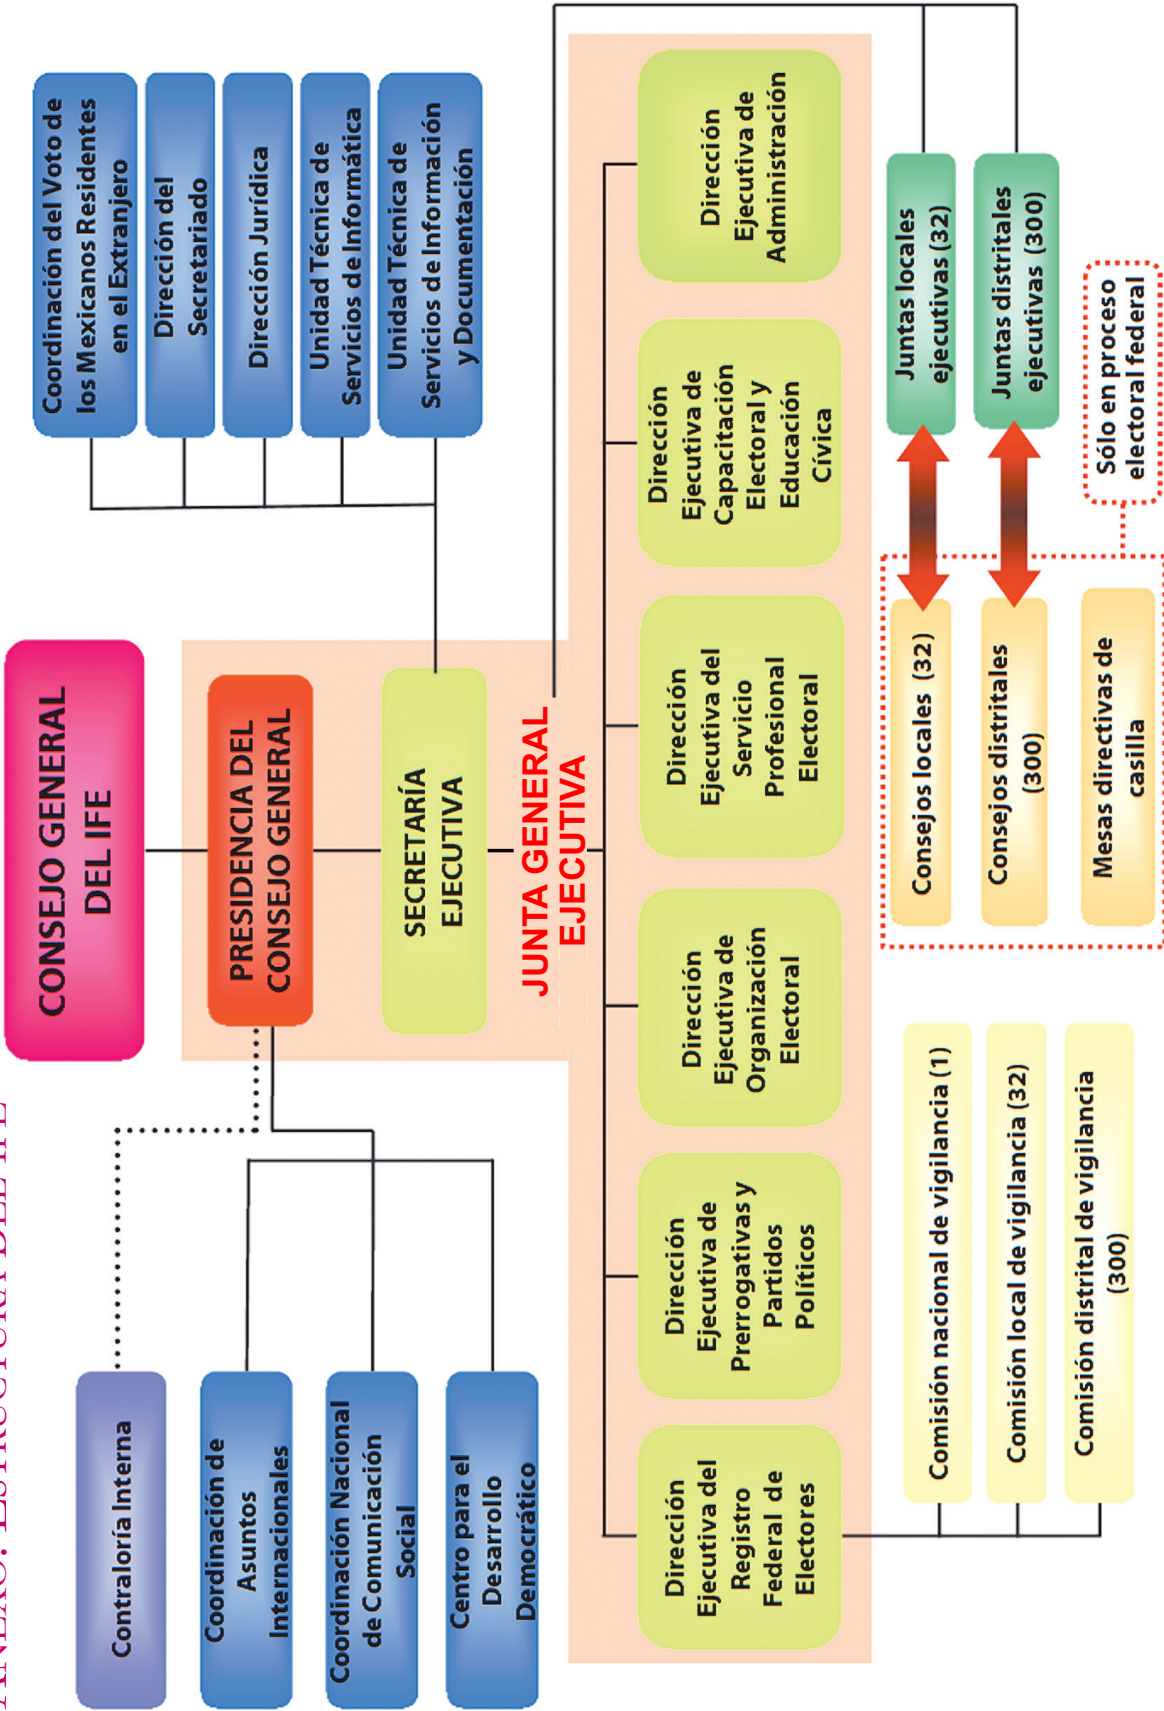 ANEXO. ESTRUCTURA DEL IFE
CONSEJO GENERAL
DEL IFE
PRESIDENCIA DEL
CONSEJO GENERAL
SECRETARÍA
EJECUTIVA
JUNTA GENERAL
EJECUTIVA
Contraloría Interna
Coordinación de
Asuntos
Internacionales
Coordinación Nacional
de Comunicación
Social
Centro para el
Desarrollo
Democrático
Coordinación del Voto de
los Mexicanos Residentes
en el Extranjero
Dirección del
Secretariado
Dirección Jurídica
Unidad Técnica de
Servicios de Informática
Unidad Técnica de
Servicios de Información
y Documentación
Dirección
Ejecutiva del
Registro
Federal de
Electores
Dirección
Ejecutiva de
Prerrogativas y
Partidos
Políticos
Dirección
Ejecutiva de
Organización
Electoral
Dirección
Ejecutiva del
Servicio
Profesional
Electoral
Dirección
Ejecutiva de
Capacitación
Electoral y
Educación
Cívica
Dirección
Ejecutiva de
Administración
Comisión nacional de vigilancia (1)
Comisión local de vigilancia (32)
Comisión distrital de vigilancia
(300)
Consejos locales (32)
Consejos distritales
(300)
Mesas directivas de
casilla
Juntas locales
ejecutivas (32)
Juntas distritales
ejecutivas (300)
Sólo en proceso
electoral federal